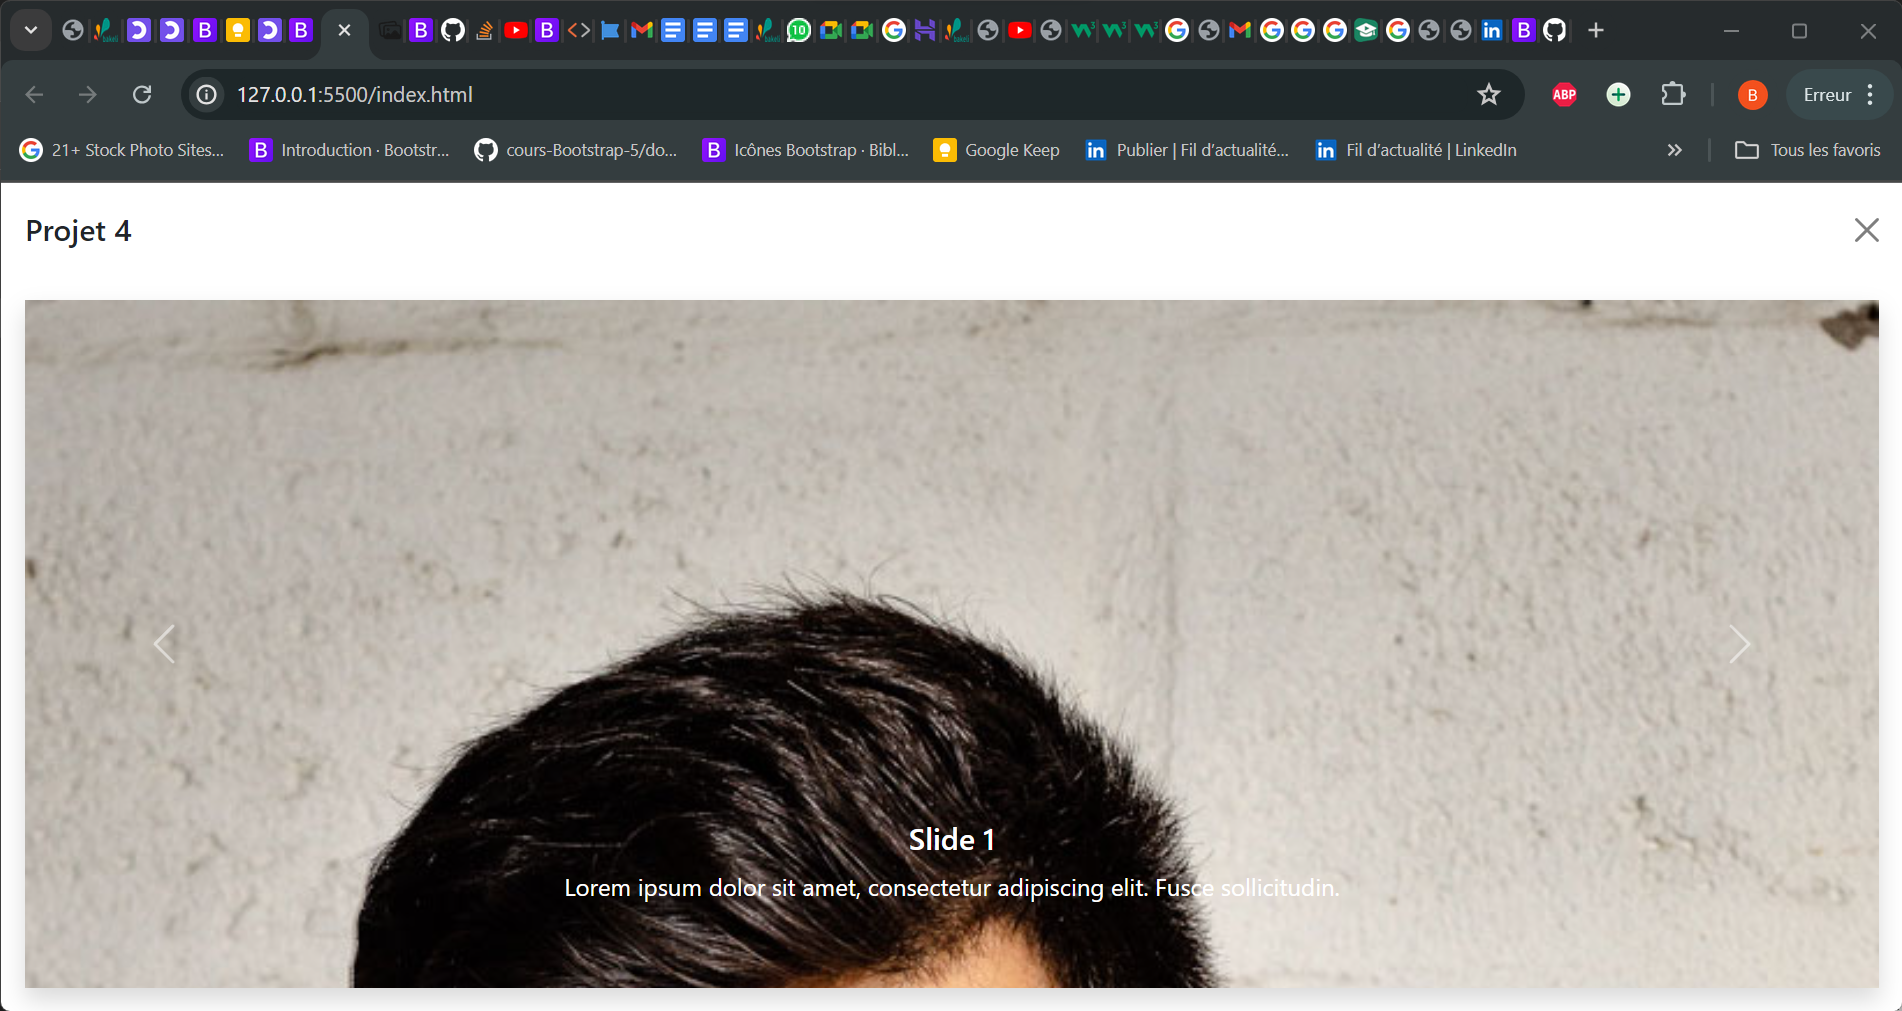 127.0.0.1:5500/index.html
ABP
B
Erreur
21+ Stock Photo Sites...
Introduction · Bootstr...
cours-Bootstrap-5/do...
Icônes Bootstrap · Bibl...
Google Keep
Publier | Fil d'actualité...
Fil d'actualité | LinkedIn
Tous les favoris
Projet 4
Slide 1
Lorem ipsum dolor sit amet, consectetur adipiscing elit. Fusce sollicitudin.